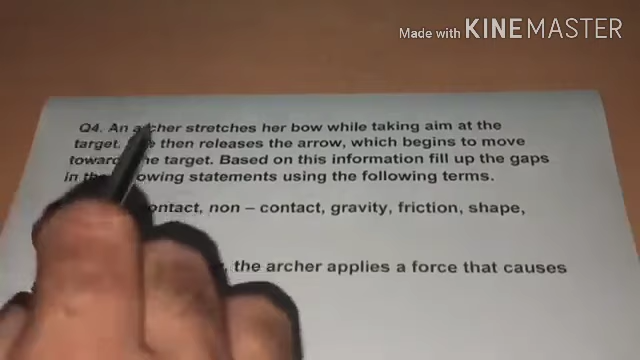 Made with KINEMASTER
Q4. An archer stretches her bow while taking aim at the
target. then releases the arrow, which begins to move
the target. Based on this information fill up the gaps
in the following statements using the following terms.
contact, non – contact, gravity, friction, shape,
, the archer applies a force that causes